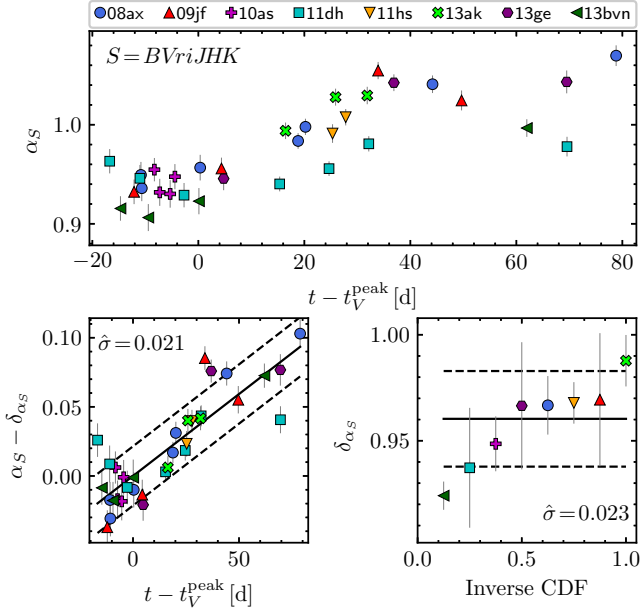 08ax 09jf 10as 11dh 11hs 13ak 13ge 13bvn
S = BVriJHK
1.0
0.9
α_S
−20 0 20 40 60 80
t − t_V^peak [d]
σ̂ = 0.021
0.10
0.05
0.00
α_S − δ_{α_S}
0 50
t − t_V^peak [d]
1.00
0.95
δ_{α_S}
σ̂ = 0.023
0.0 0.5 1.0
Inverse CDF